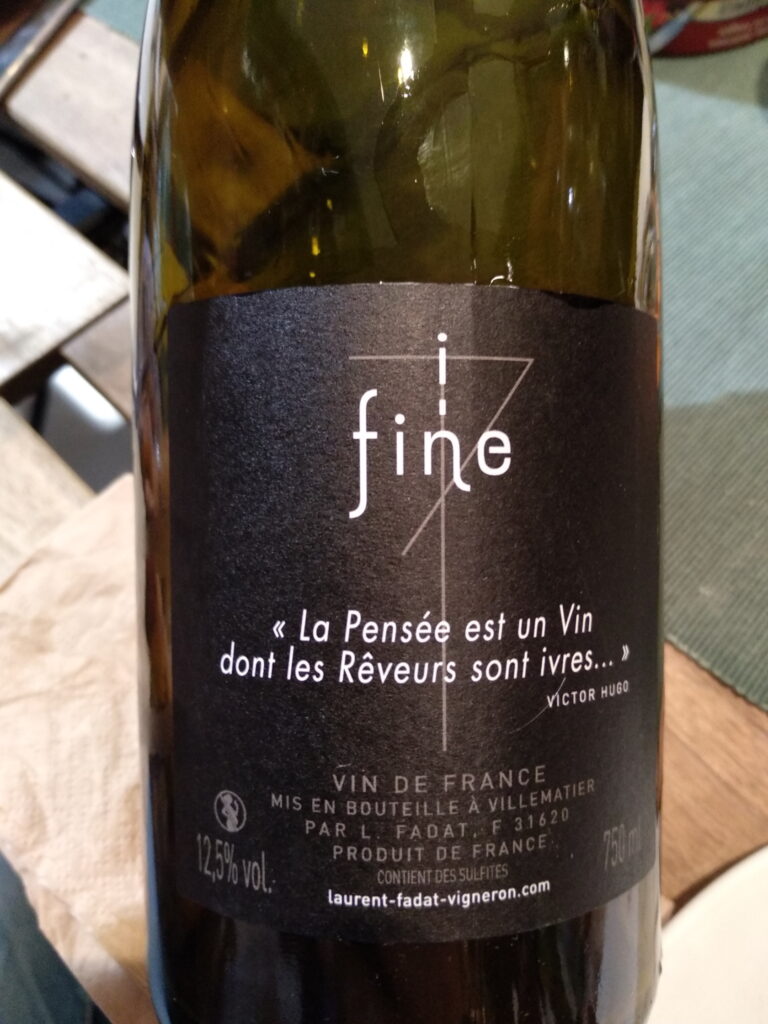 i
fine
« La Pensée est un Vin
dont les Rêveurs sont ivres... »
VICTOR HUGO
VIN DE FRANCE
MIS EN BOUTEILLE À VILLEMATIER
PAR L. FADAT, F 31620
PRODUIT DE FRANCE
12,5% vol.
750 ml
CONTIENT DES SULFITES
laurent-fadat-vigneron.com